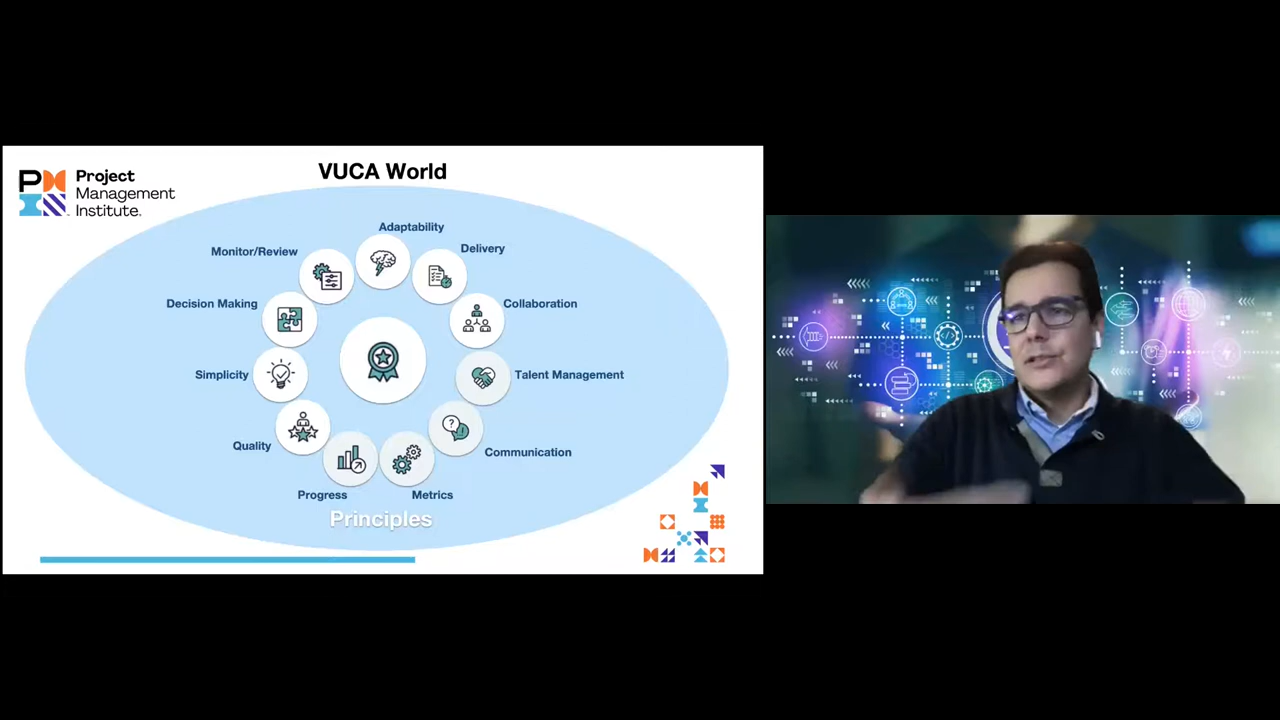 VUCA World
Project
Management
Institute.
Adaptability
Monitor/Review
Delivery
Decision Making
Collaboration
Simplicity
Talent Management
Quality
Communication
Progress
Metrics
Principles